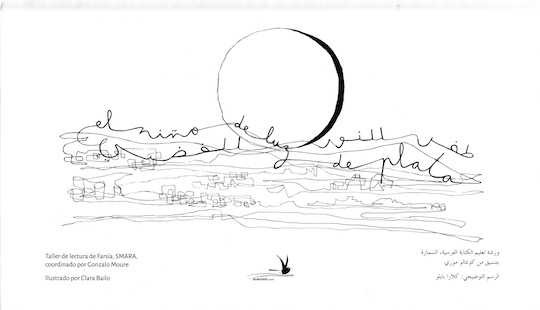 el niño de luz
de plata
Taller de lectura de Farsía, SMARA,
coordinado por Gonzalo Moure
Ilustrado por Clara Bailo
ورشة تعليم الكتابة الفرسية، السمارة
بتنسيق من كونثالو موري
الرسم التوضيحي: كلارا بايلو